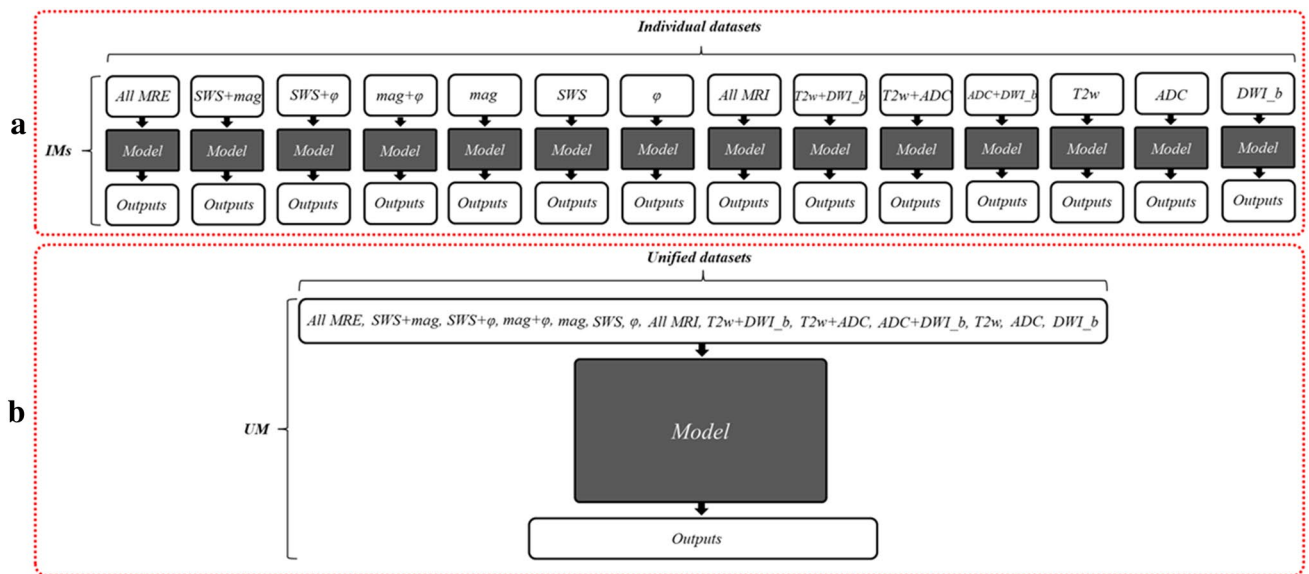 Individual datasets
All MRE SWS+mag SWS+φ mag+φ mag SWS φ All MRI T2w+DWI_b T2w+ADC ADC+DWI_b T2w ADC DWI_b
a
IMs
Model Model Model Model Model Model Model Model Model Model Model Model Model Model
Outputs Outputs Outputs Outputs Outputs Outputs Outputs Outputs Outputs Outputs Outputs Outputs Outputs Outputs
Unified datasets
All MRE, SWS+mag, SWS+φ, mag+φ, mag, SWS, φ, All MRI, T2w+DWI_b, T2w+ADC, ADC+DWI_b, T2w, ADC, DWI_b
b
UM
Model
Outputs